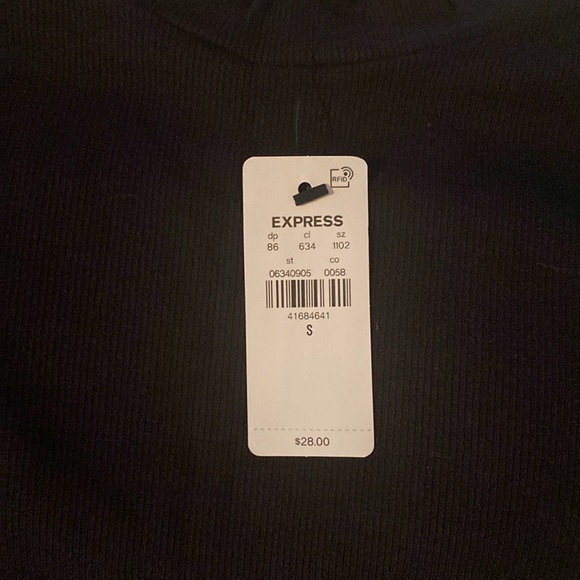 RFID
EXPRESS
dp cl sz
86 634 1102
st co
06340905 0058
41684641
S
$28.00